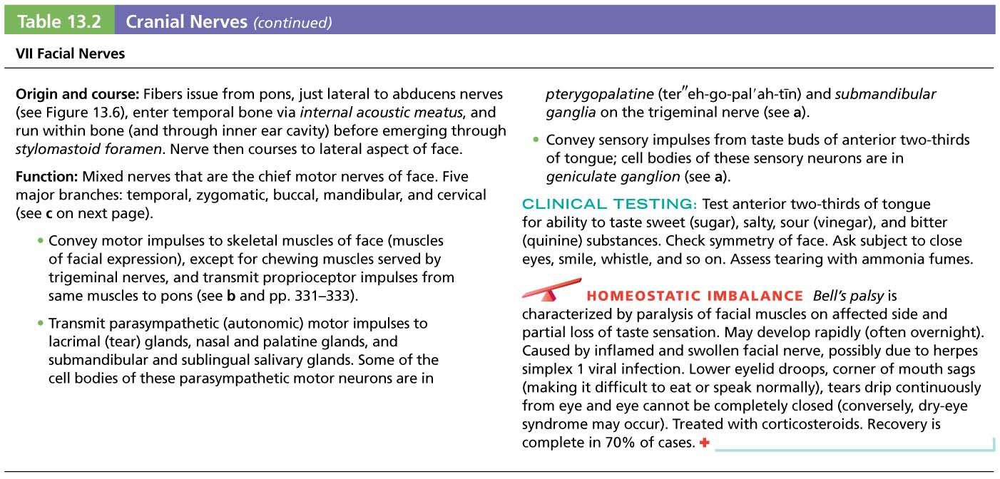 Table 13.2 Cranial Nerves (continued)
VII Facial Nerves
Origin and course: Fibers issue from pons, just lateral to abducens nerves
(see Figure 13.6), enter temporal bone via internal acoustic meatus, and
run within bone (and through inner ear cavity) before emerging through
stylomastoid foramen. Nerve then courses to lateral aspect of face.
Function: Mixed nerves that are the chief motor nerves of face. Five
major branches: temporal, zygomatic, buccal, mandibular, and cervical
(see c on next page).
• Convey motor impulses to skeletal muscles of face (muscles
of facial expression), except for chewing muscles served by
trigeminal nerves, and transmit proprioceptor impulses from
same muscles to pons (see b and pp. 331–333).
• Transmit parasympathetic (autonomic) motor impulses to
lacrimal (tear) glands, nasal and palatine glands, and
submandibular and sublingual salivary glands. Some of the
cell bodies of these parasympathetic motor neurons are in
pterygopalatine (ter″eh-go-pal′ah-tīn) and submandibular
ganglia on the trigeminal nerve (see a).
• Convey sensory impulses from taste buds of anterior two-thirds
of tongue; cell bodies of these sensory neurons are in
geniculate ganglion (see a).
CLINICAL TESTING: Test anterior two-thirds of tongue
for ability to taste sweet (sugar), salty, sour (vinegar), and bitter
(quinine) substances. Check symmetry of face. Ask subject to close
eyes, smile, whistle, and so on. Assess tearing with ammonia fumes.
HOMEOSTATIC IMBALANCE Bell's palsy is
characterized by paralysis of facial muscles on affected side and
partial loss of taste sensation. May develop rapidly (often overnight).
Caused by inflamed and swollen facial nerve, possibly due to herpes
simplex 1 viral infection. Lower eyelid droops, corner of mouth sags
(making it difficult to eat or speak normally), tears drip continuously
from eye and eye cannot be completely closed (conversely, dry-eye
syndrome may occur). Treated with corticosteroids. Recovery is
complete in 70% of cases. +